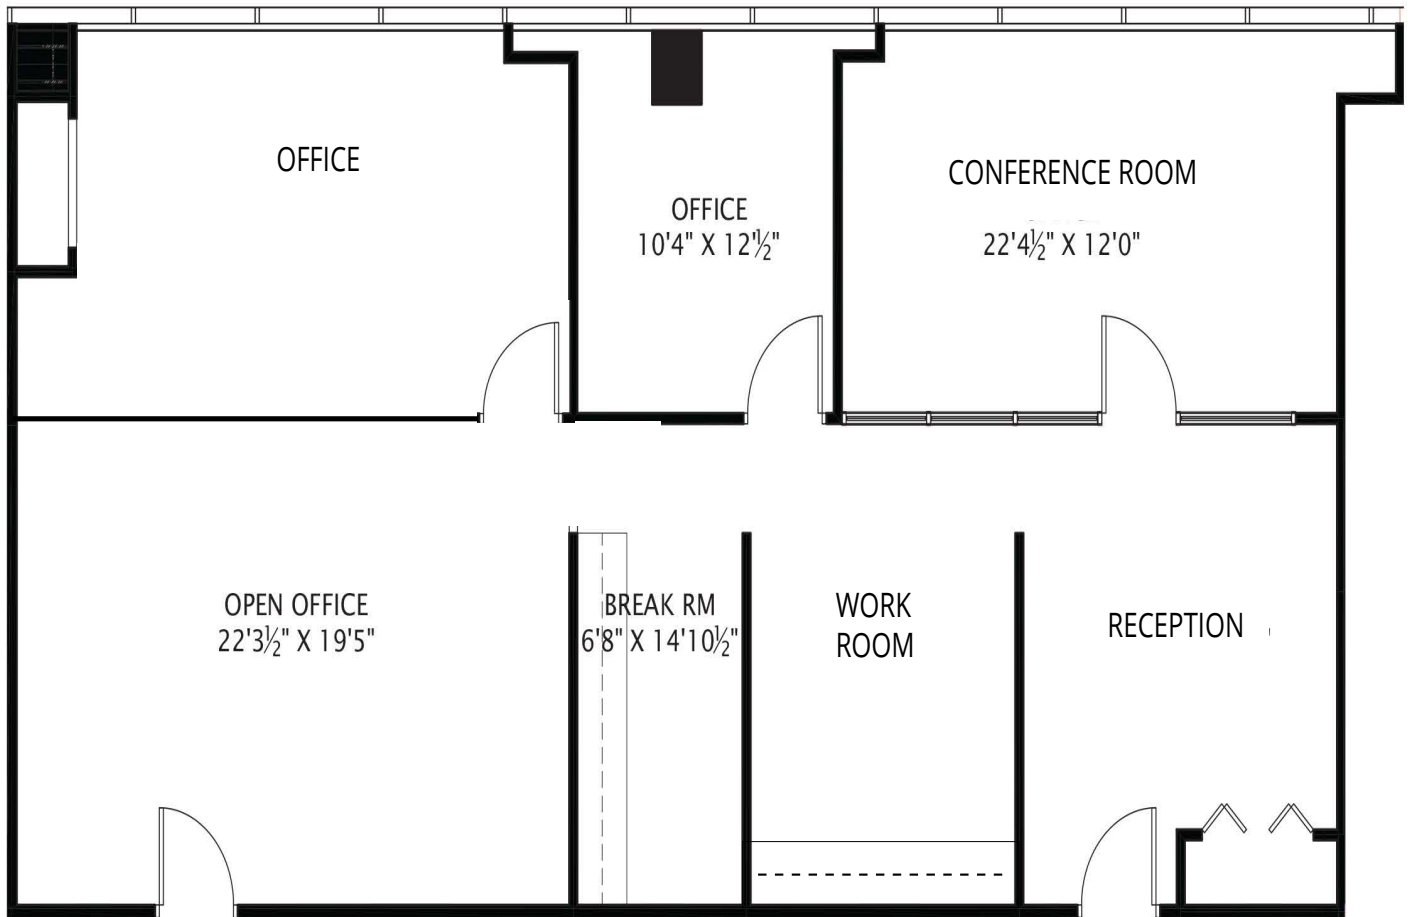 OFFICE
OFFICE
10'4" X 12'½"
CONFERENCE ROOM
22'4½" X 12'0"
OPEN OFFICE
22'3½" X 19'5"
BREAK RM
6'8" X 14'10½"
WORK
ROOM
RECEPTION